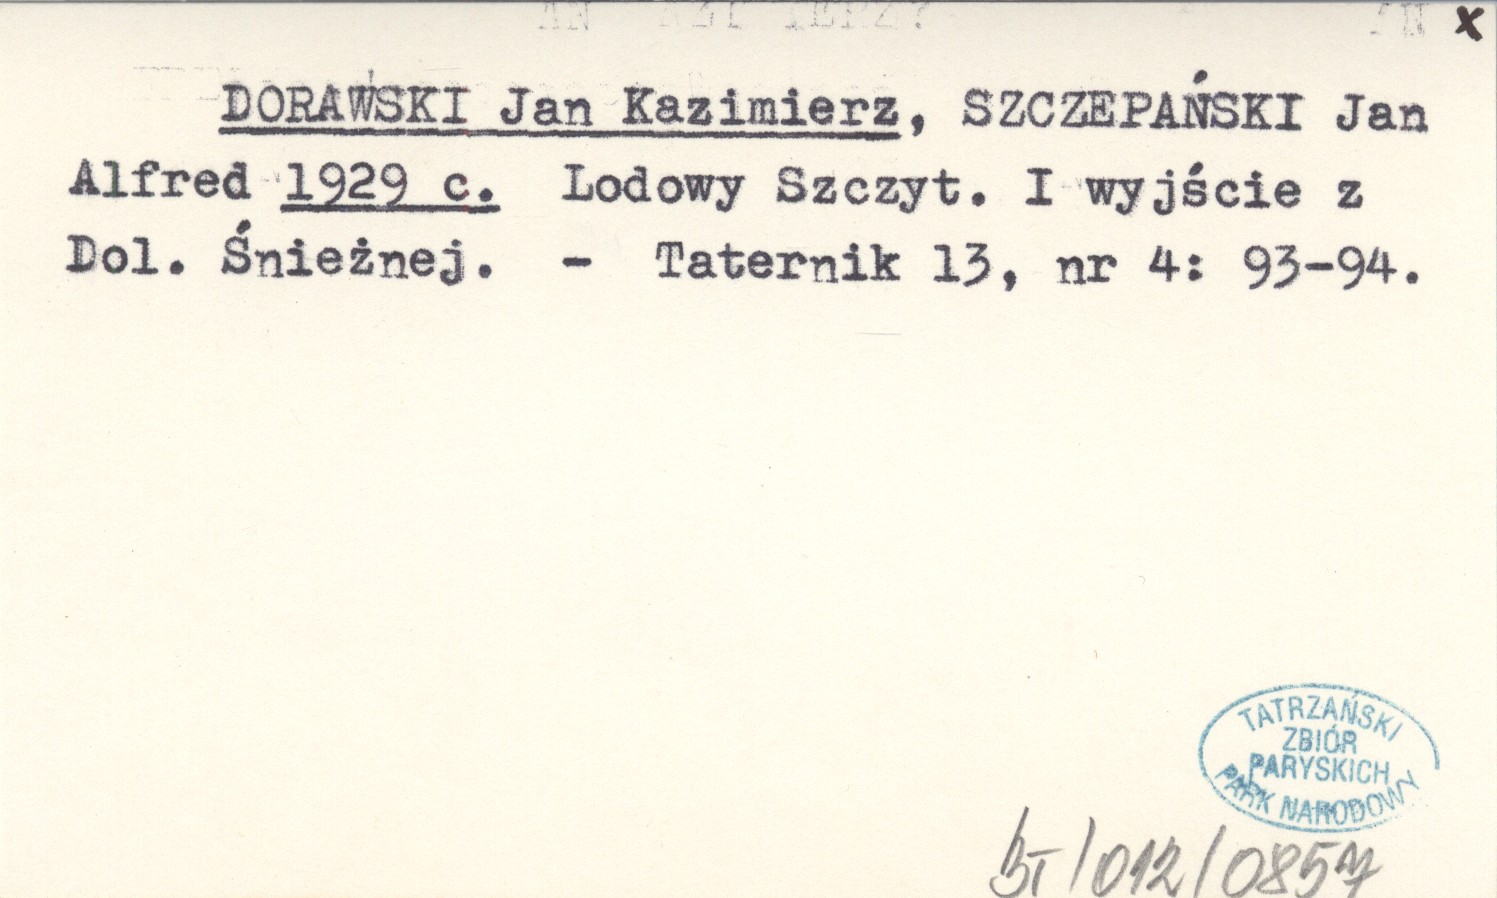 x
DORAWSKI Jan Kazimierz, SZCZEPAŃSKI Jan
Alfred 1929 c. Lodowy Szczyt. I wyjście z
Dol. Śnieżnej. - Taternik 13, nr 4: 93-94.
TATRZAŃSKI
ZBIÓR
PARYSKICH
PARK NARODOWY
/012/0857